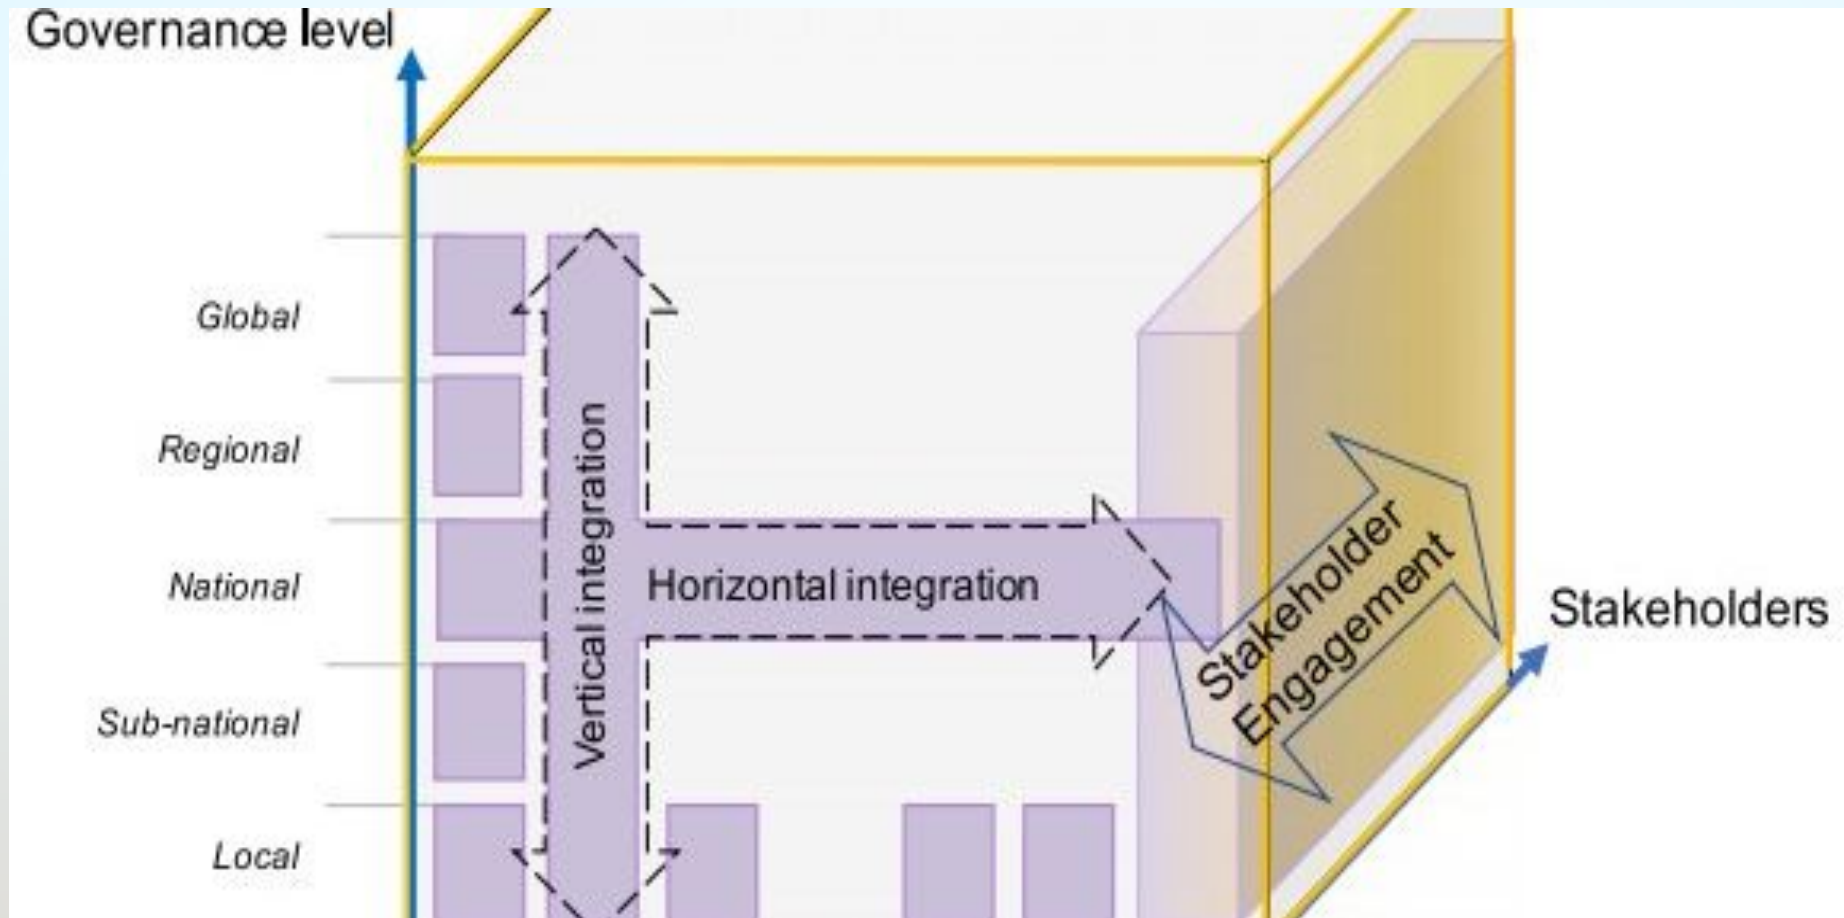 Governance level
Global
Regional
National
Sub-national
Local
Vertical integration
Horizontal integration
Stakeholder
Engagement
Stakeholders